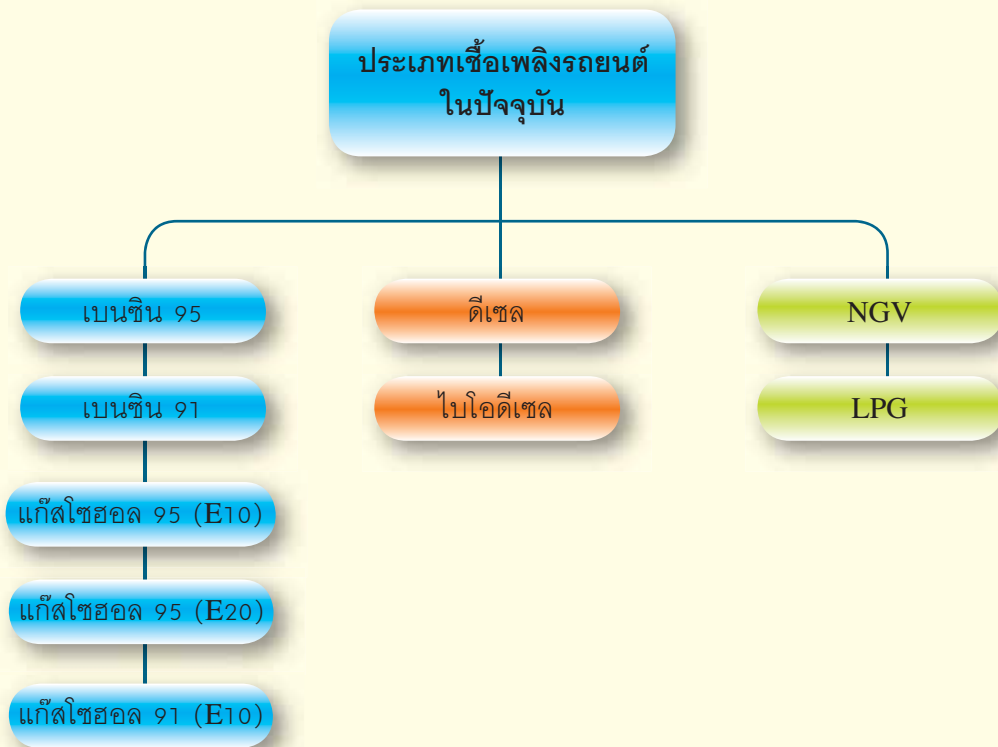 ประเภทเชื้อเพลิงรถยนต์
ในปัจจุบัน
เบนซิน 95
เบนซิน 91
แก๊สโซฮอล 95 (E10)
แก๊สโซฮอล 95 (E20)
แก๊สโซฮอล 91 (E10)
ดีเซล
ไบโอดีเซล
NGV
LPG